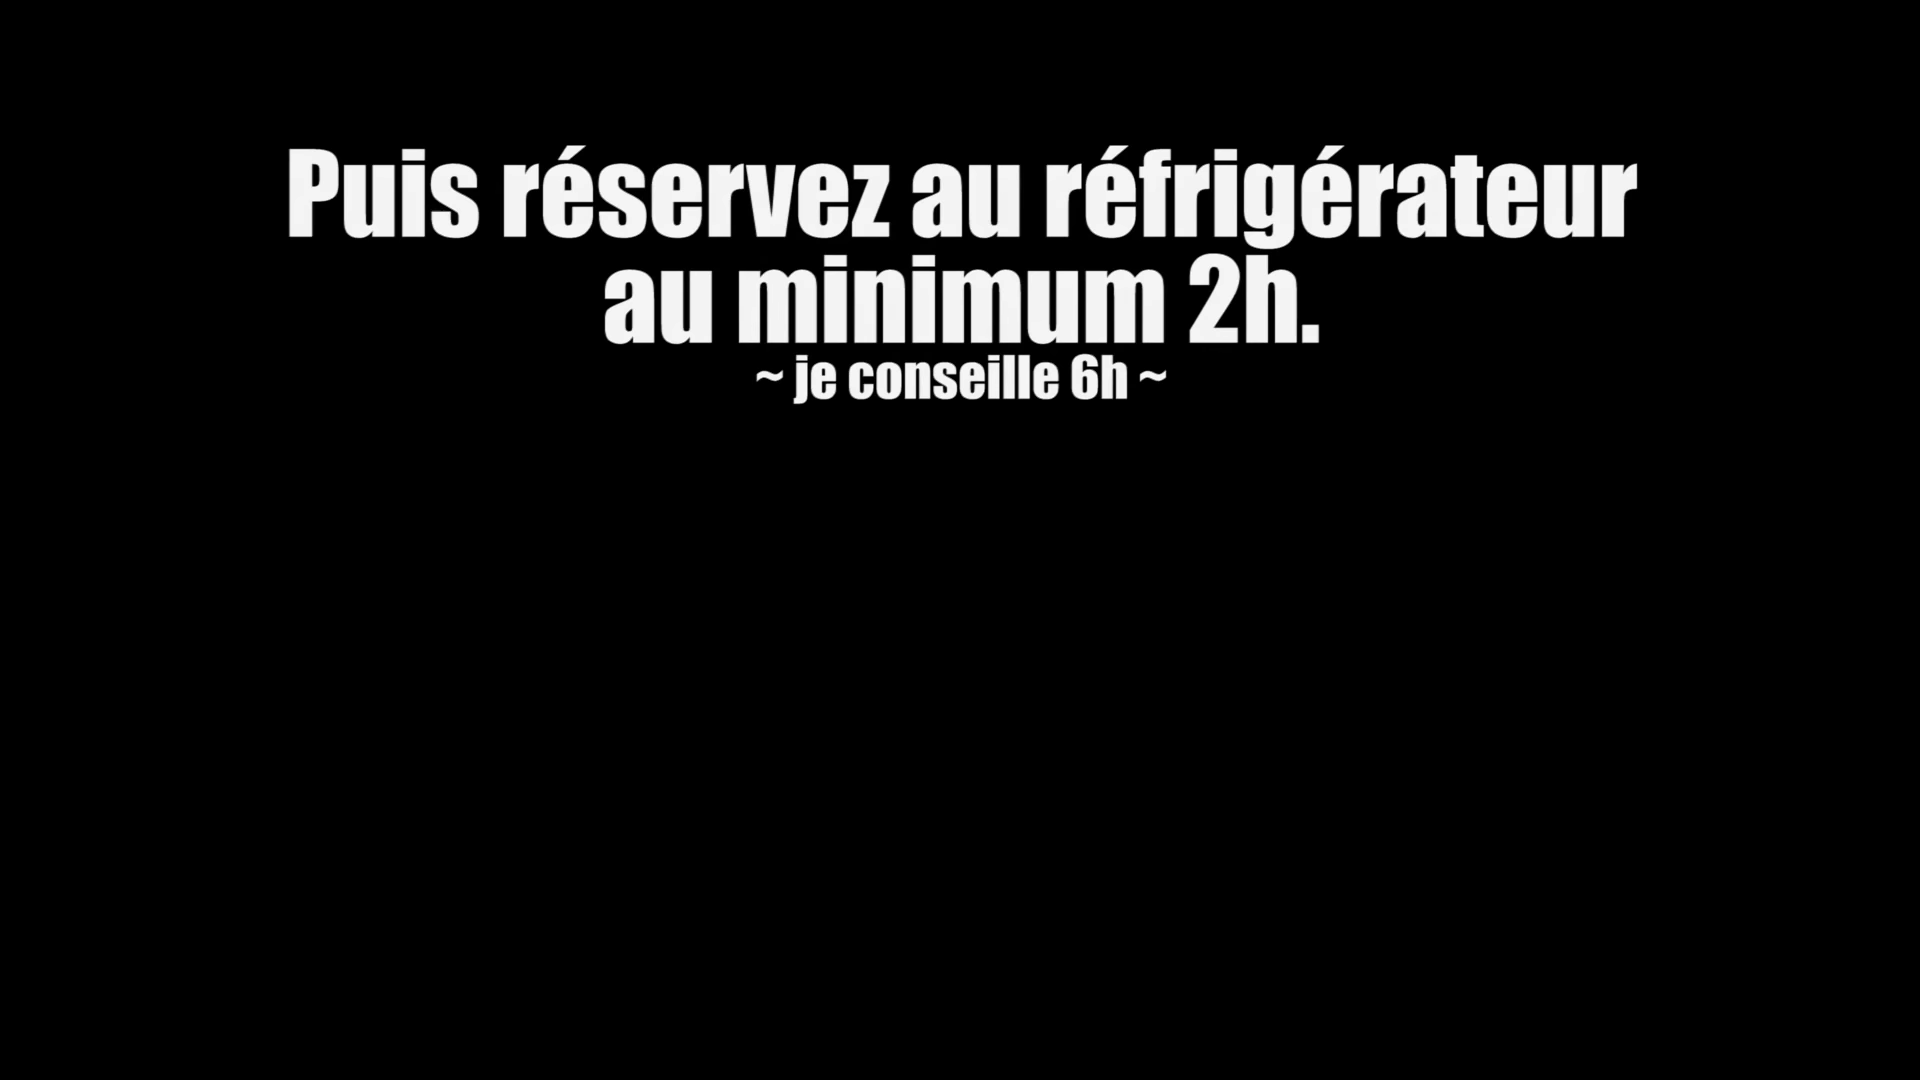 Puis réservez au réfrigérateur
au minimum 2h.
~ je conseille 6h ~